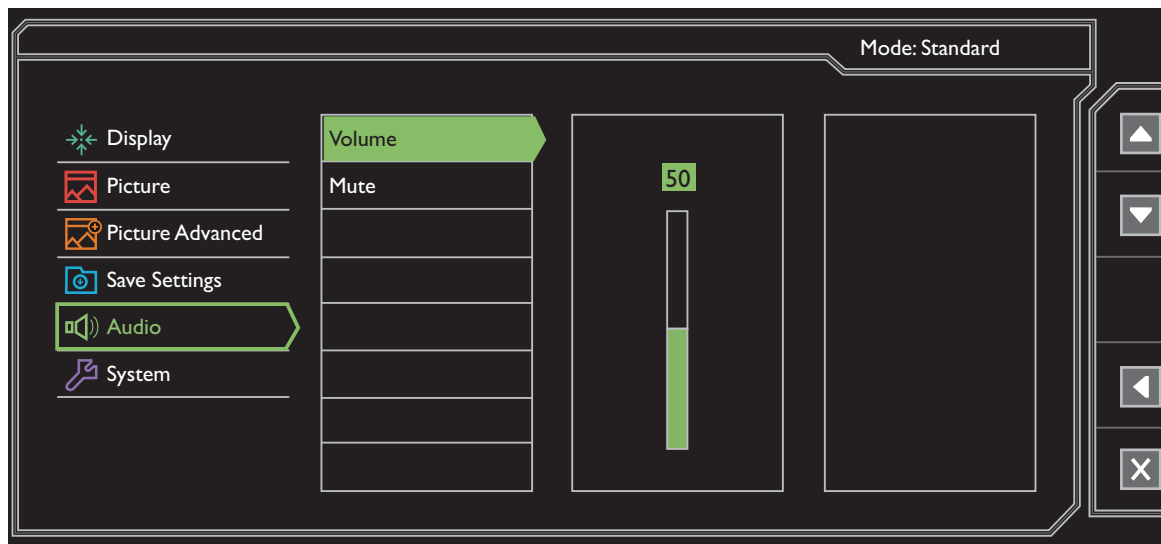 Mode: Standard
Display
Picture
Picture Advanced
Save Settings
Audio
System
Volume
Mute
50